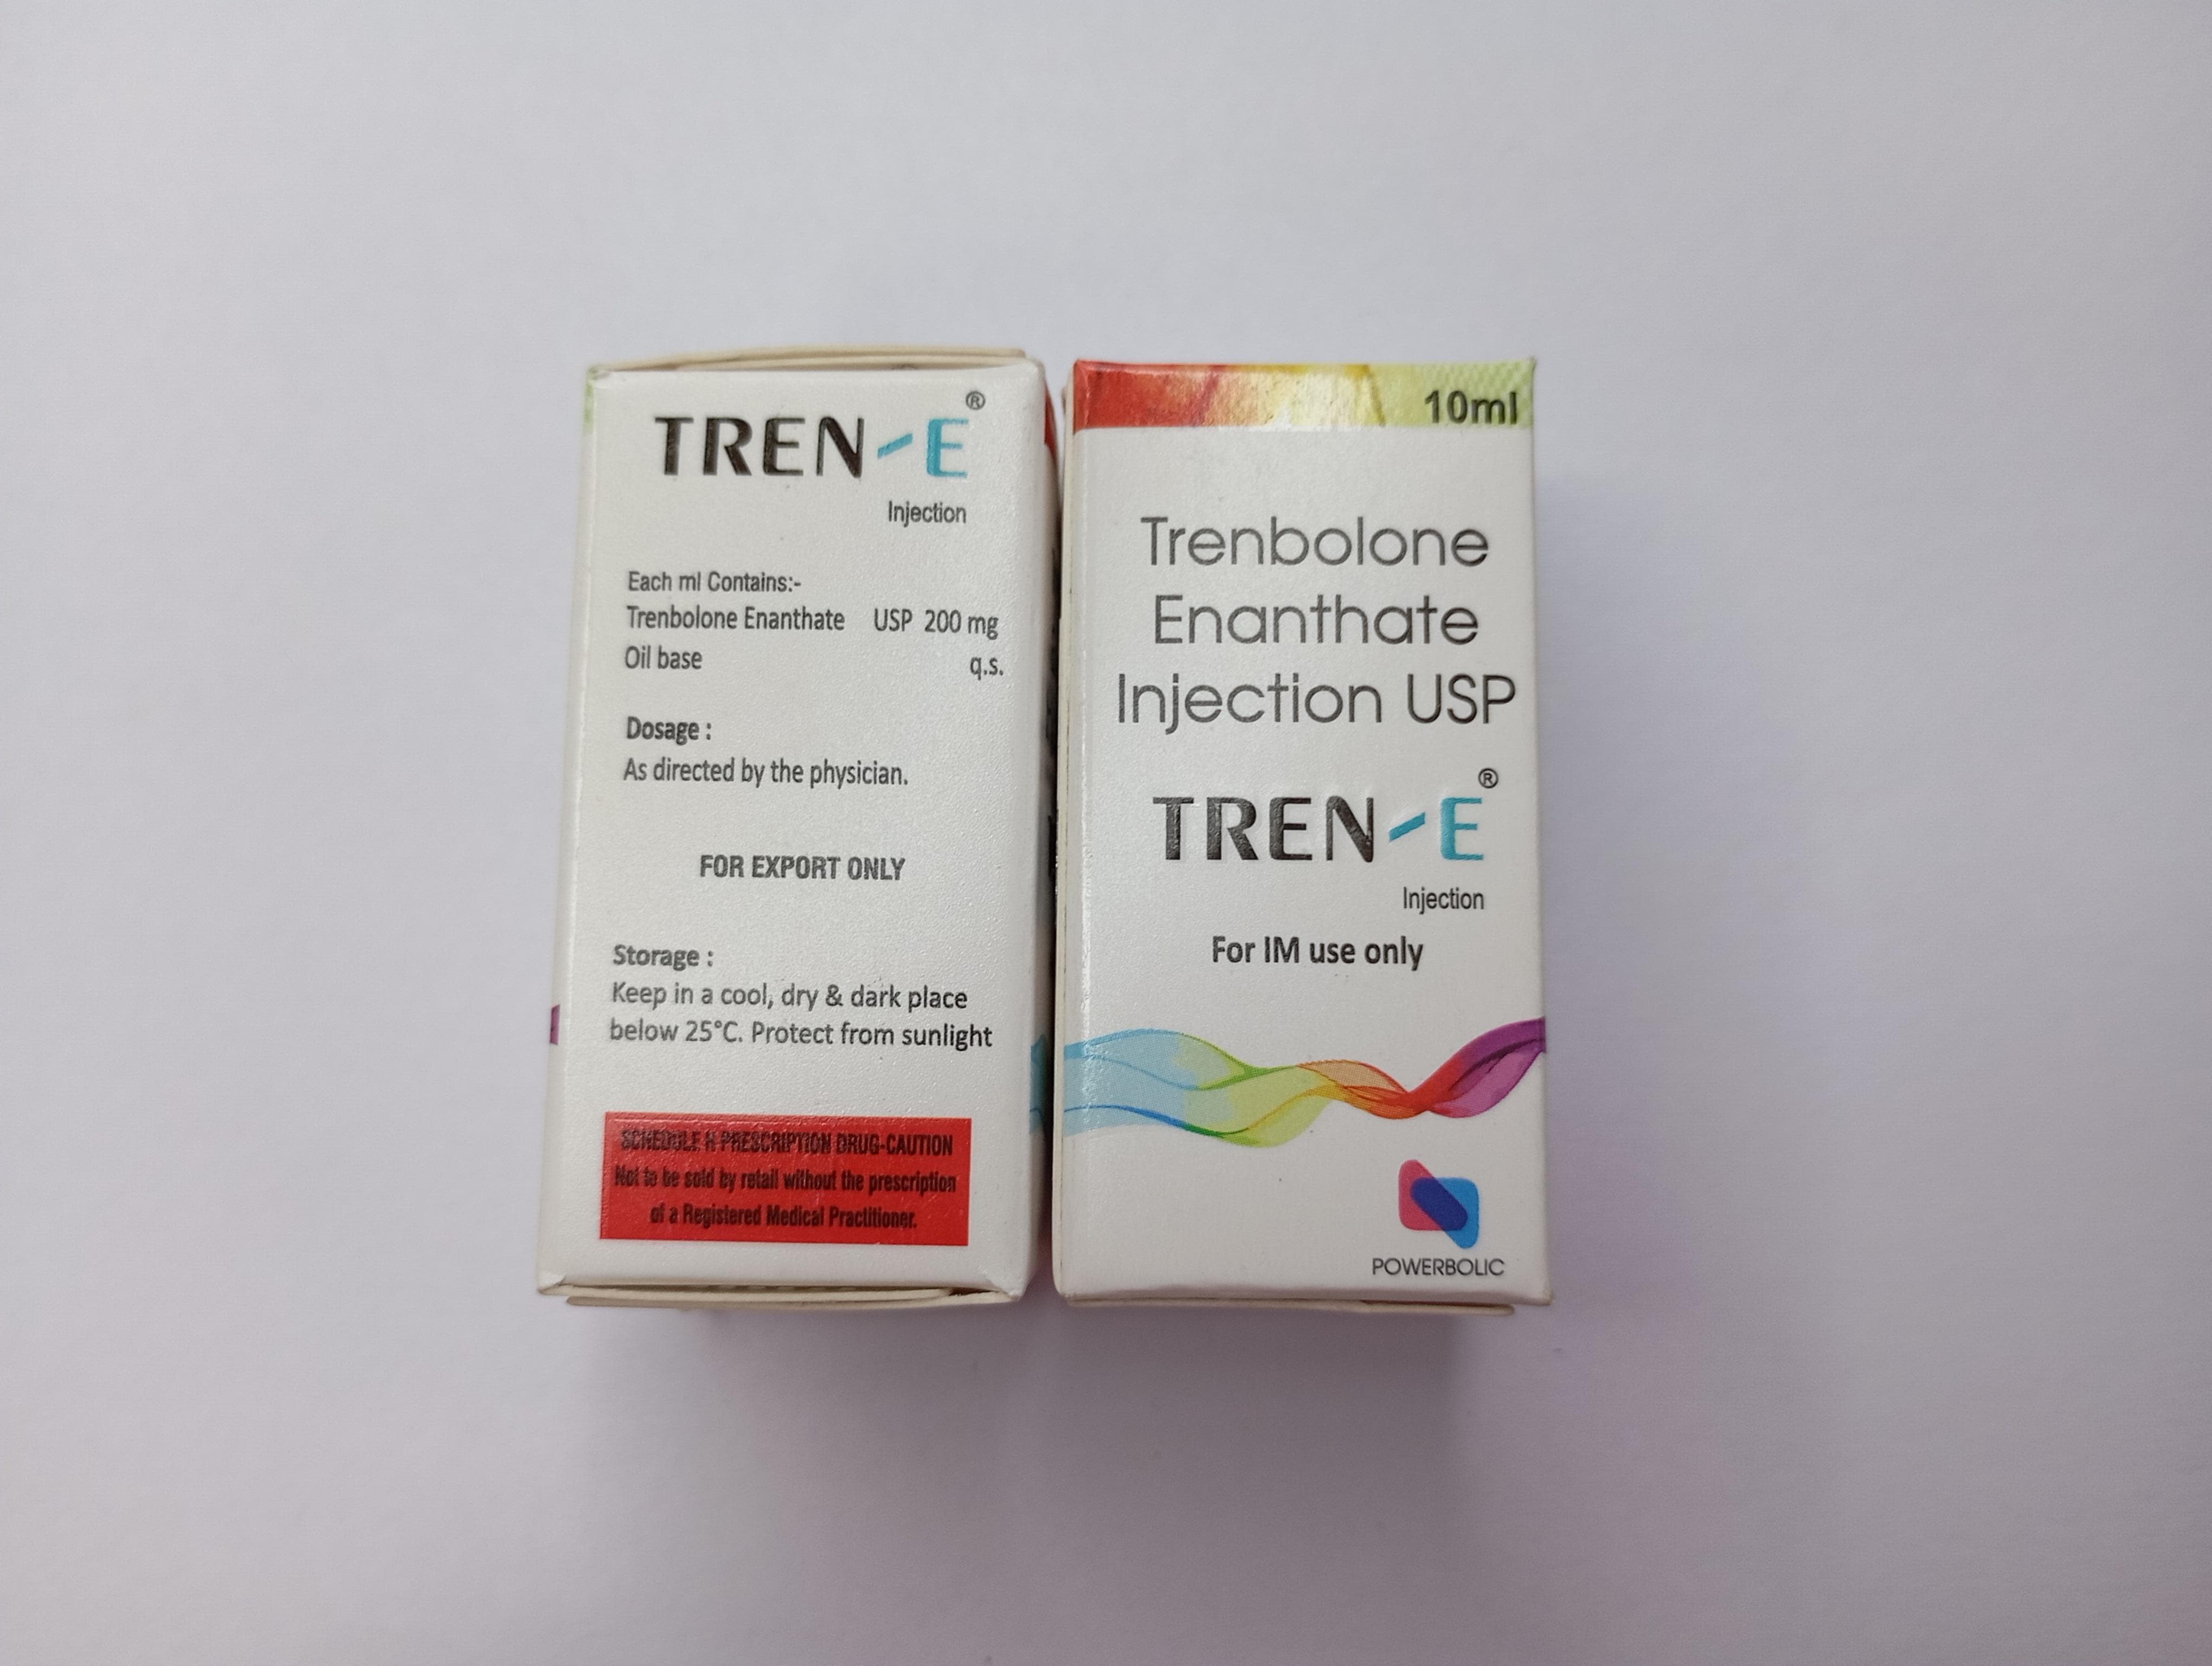 TREN-E®
Injection
Each ml Contains:-
Trenbolone Enanthate USP 200 mg
Oil base q.s.
Dosage :
As directed by the physician.
FOR EXPORT ONLY
Storage :
Keep in a cool, dry & dark place
below 25°C. Protect from sunlight
SCHEDULE H PRESCRIPTION DRUG-CAUTION
Not to be sold by retail without the prescription
of a Registered Medical Practitioner.
10ml
Trenbolone
Enanthate
Injection USP
TREN-E®
Injection
For IM use only
POWERBOLIC